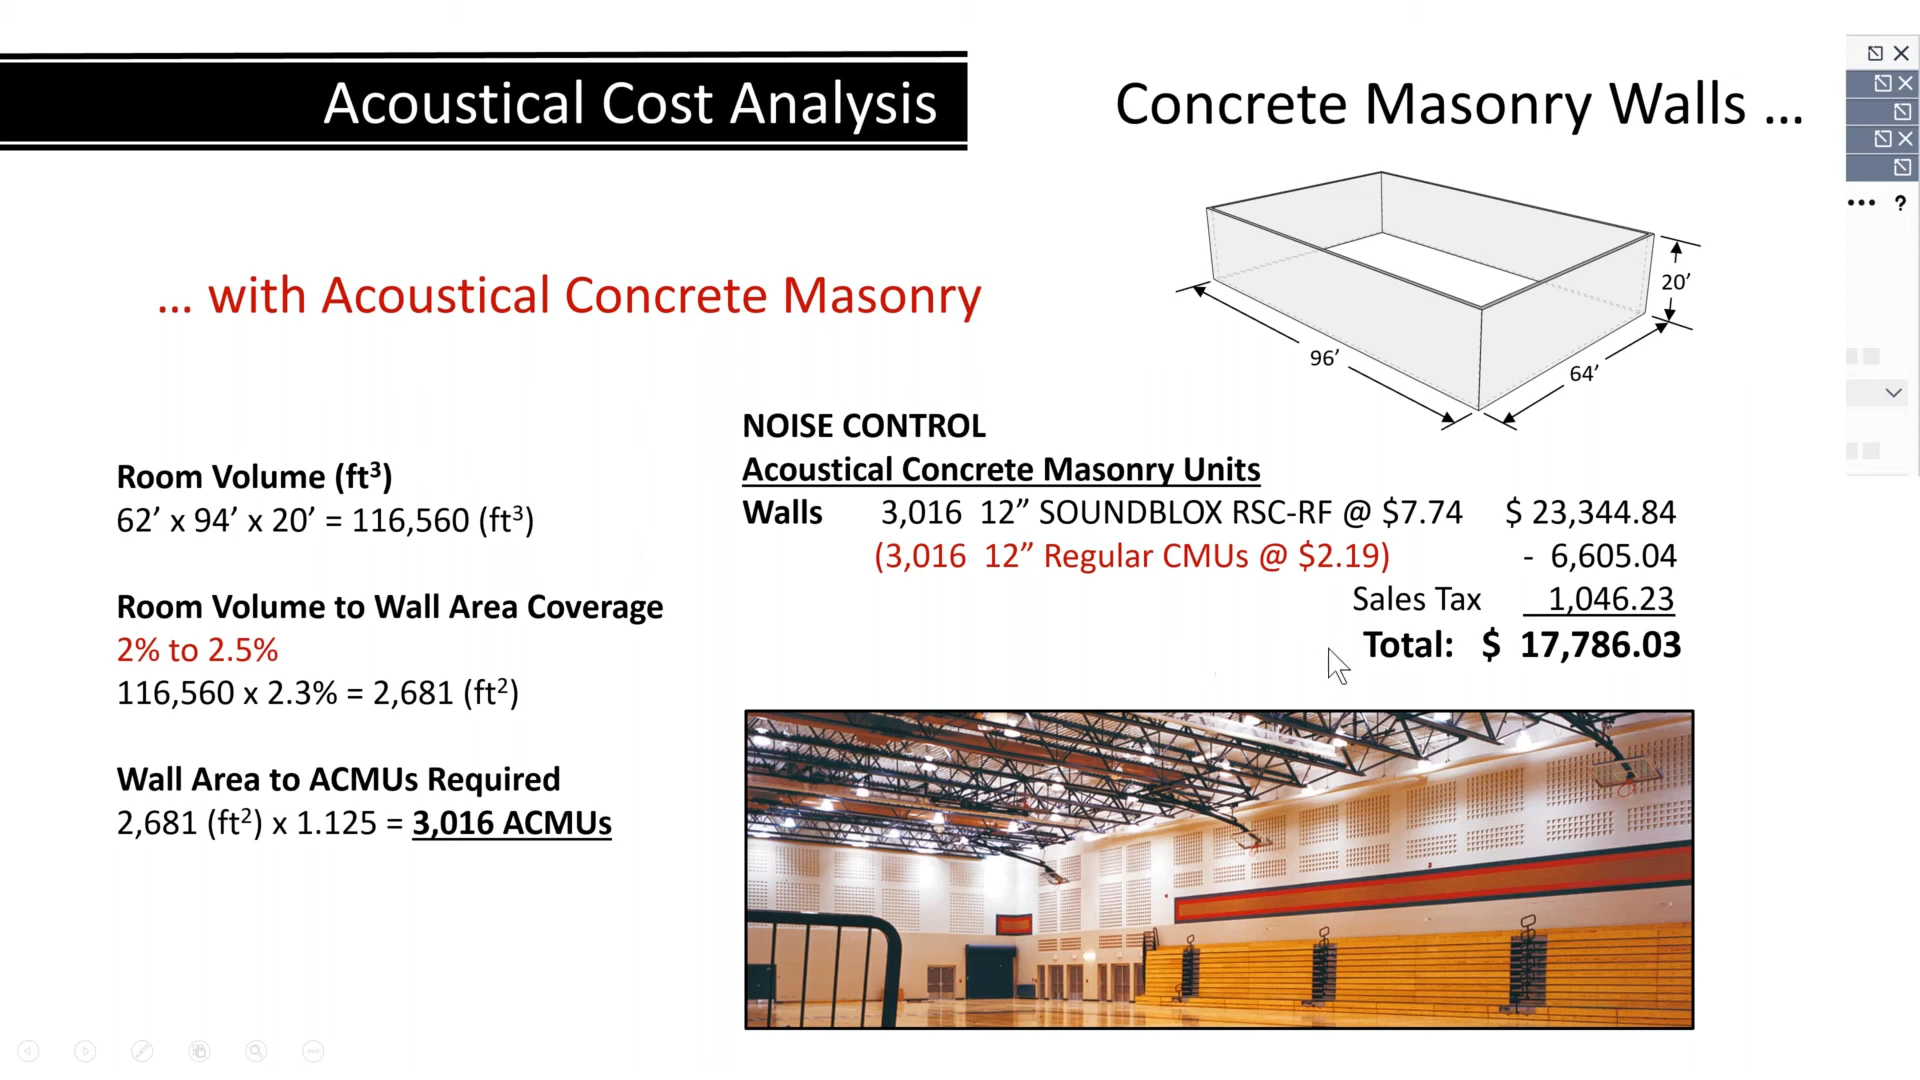 Acoustical Cost Analysis
Concrete Masonry Walls ...
... with Acoustical Concrete Masonry
20’
96’
64’
Room Volume (ft³)
62’ x 94’ x 20’ = 116,560 (ft³)
Room Volume to Wall Area Coverage
2% to 2.5%
116,560 x 2.3% = 2,681 (ft²)
Wall Area to ACMUs Required
2,681 (ft²) x 1.125 = 3,016 ACMUs
NOISE CONTROL
Acoustical Concrete Masonry Units
Walls 3,016 12” SOUNDBLOX RSC-RF @ $7.74 $ 23,344.84
(3,016 12” Regular CMUs @ $2.19) - 6,605.04
Sales Tax 1,046.23
Total: $ 17,786.03
... ?